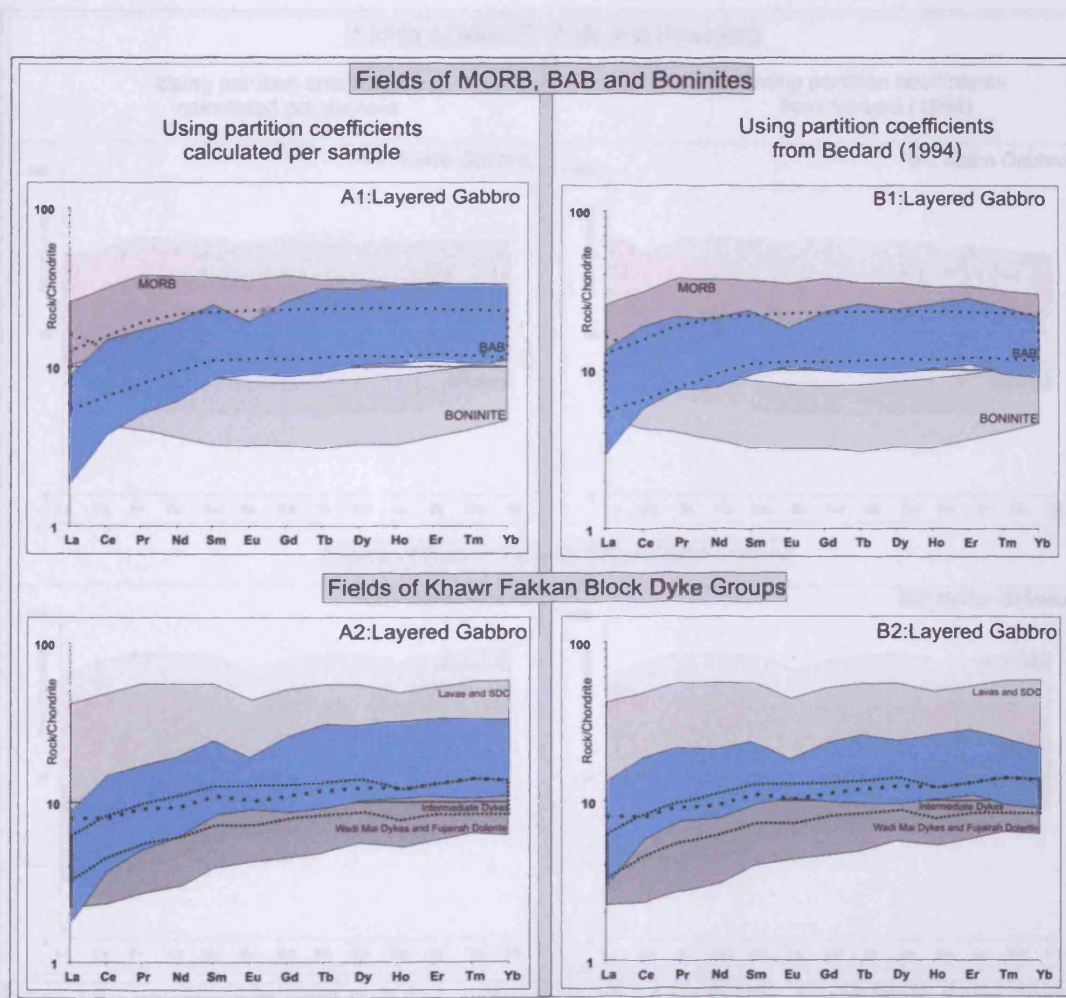 Fields of MORB, BAB and Boninites
Using partition coefficients
calculated per sample
Using partition coefficients
from Bedard (1994)
A1:Layered Gabbro
100
Rock/Chondrite
MORB
BAB
10
BONINITE
1
La Ce Pr Nd Sm Eu Gd Tb Dy Ho Er Tm Yb
B1:Layered Gabbro
100
Rock/Chondrite
MORB
BAB
10
BONINITE
1
La Ce Pr Nd Sm Eu Gd Tb Dy Ho Er Tm Yb
Fields of Khawr Fakkan Block Dyke Groups
A2:Layered Gabbro
100
Rock/Chondrite
Lavas and SDC
10
Intermediate Dykes
Wadi Mai Dykes and Fujairah Dolerite
1
La Ce Pr Nd Sm Eu Gd Tb Dy Ho Er Tm Yb
B2:Layered Gabbro
100
Rock/Chondrite
Lavas and SDC
10
Intermediate Dykes
Wadi Mai Dykes and Fujairah Dolerite
1
La Ce Pr Nd Sm Eu Gd Tb Dy Ho Er Tm Yb